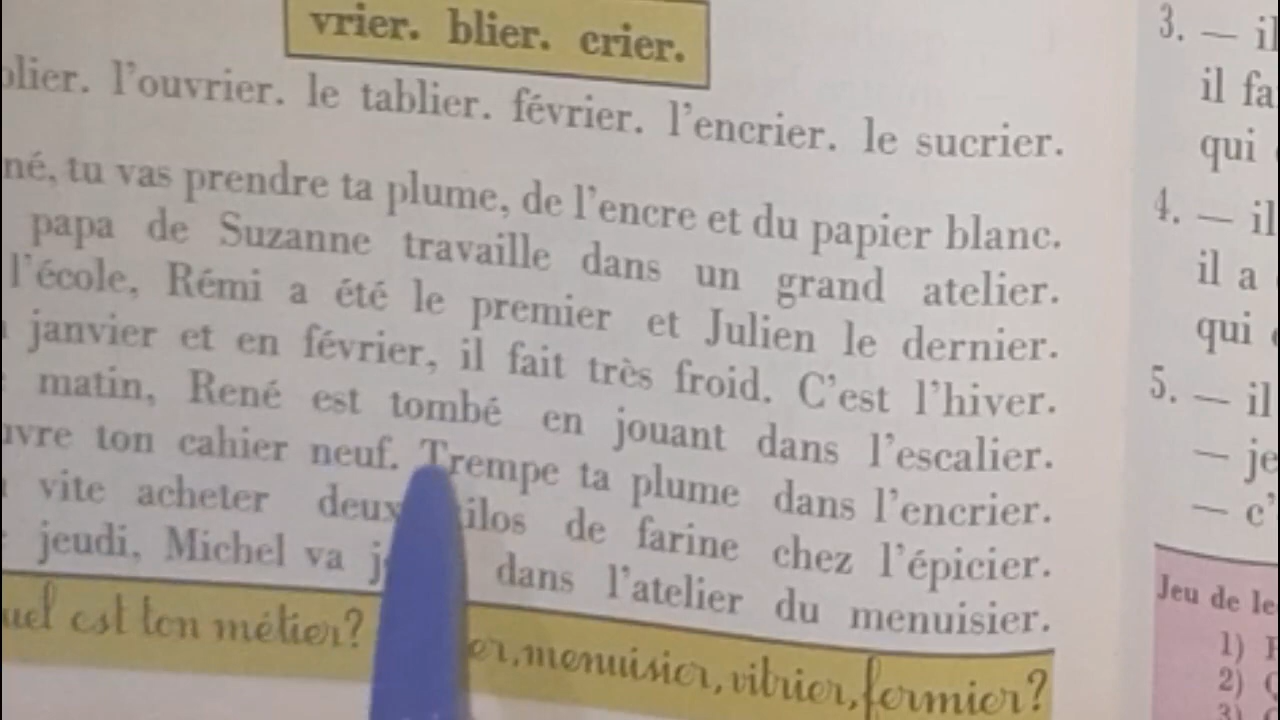 vrier. blier. crier.
l'ouvrier. le tablier. février. l'encrier. le sucrier.
tu vas prendre ta plume, de l'encre et du papier blanc.
papa de Suzanne travaille dans un grand atelier.
l'école, Rémi a été le premier et Julien le dernier.
janvier et en février, il fait très froid. C'est l'hiver.
matin, René est tombé en jouant dans l'escalier.
ton cahier neuf. Trempe ta plume dans l'encrier.
vite acheter deux de farine chez l'épicier.
jeudi, Michel va dans l'atelier du menuisier.
est ton métier? menuisier, vitrier, fermier?
3. — il
il fa
qui
4. — il
il a
qui
5. — il
— je
— c'
Jeu de le
1)
2)
3)